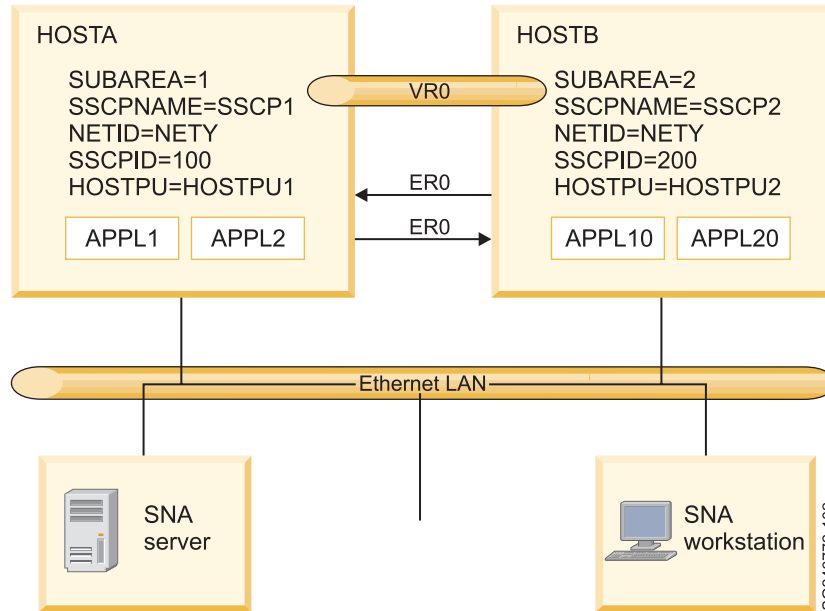 HOSTA
SUBAREA=1
SSCPNAME=SSCP1
NETID=NETY
SSCPID=100
HOSTPU=HOSTPU1
APPL1
APPL2
VR0
ER0
ER0
HOSTB
SUBAREA=2
SSCPNAME=SSCP2
NETID=NETY
SSCPID=200
HOSTPU=HOSTPU2
APPL10
APPL20
Ethernet LAN
SNA
server
SNA
workstation